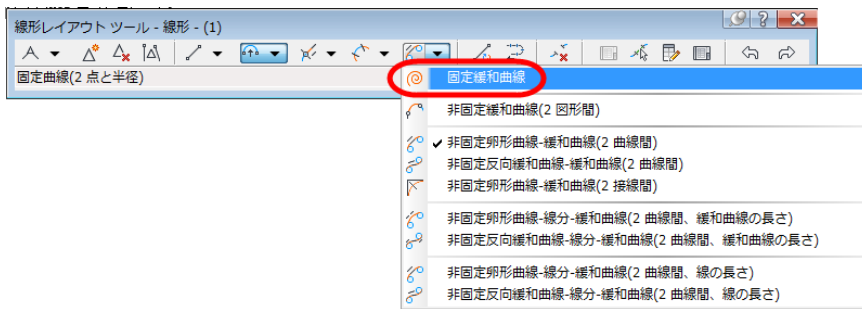 線形レイアウト ツール - 線形 - (1)
固定曲線(2 点と半径)
固定緩和曲線
非固定緩和曲線(2 図形間)
非固定卵形曲線-緩和曲線(2 曲線間)
非固定反向緩和曲線-緩和曲線(2 曲線間)
非固定卵形曲線-緩和曲線(2 接線間)
非固定卵形曲線-線分-緩和曲線(2 曲線間、緩和曲線の長さ)
非固定反向緩和曲線-線分-緩和曲線(2 曲線間、緩和曲線の長さ)
非固定卵形曲線-線分-緩和曲線(2 曲線間、線の長さ)
非固定反向緩和曲線-線分-緩和曲線(2 曲線間、線の長さ)